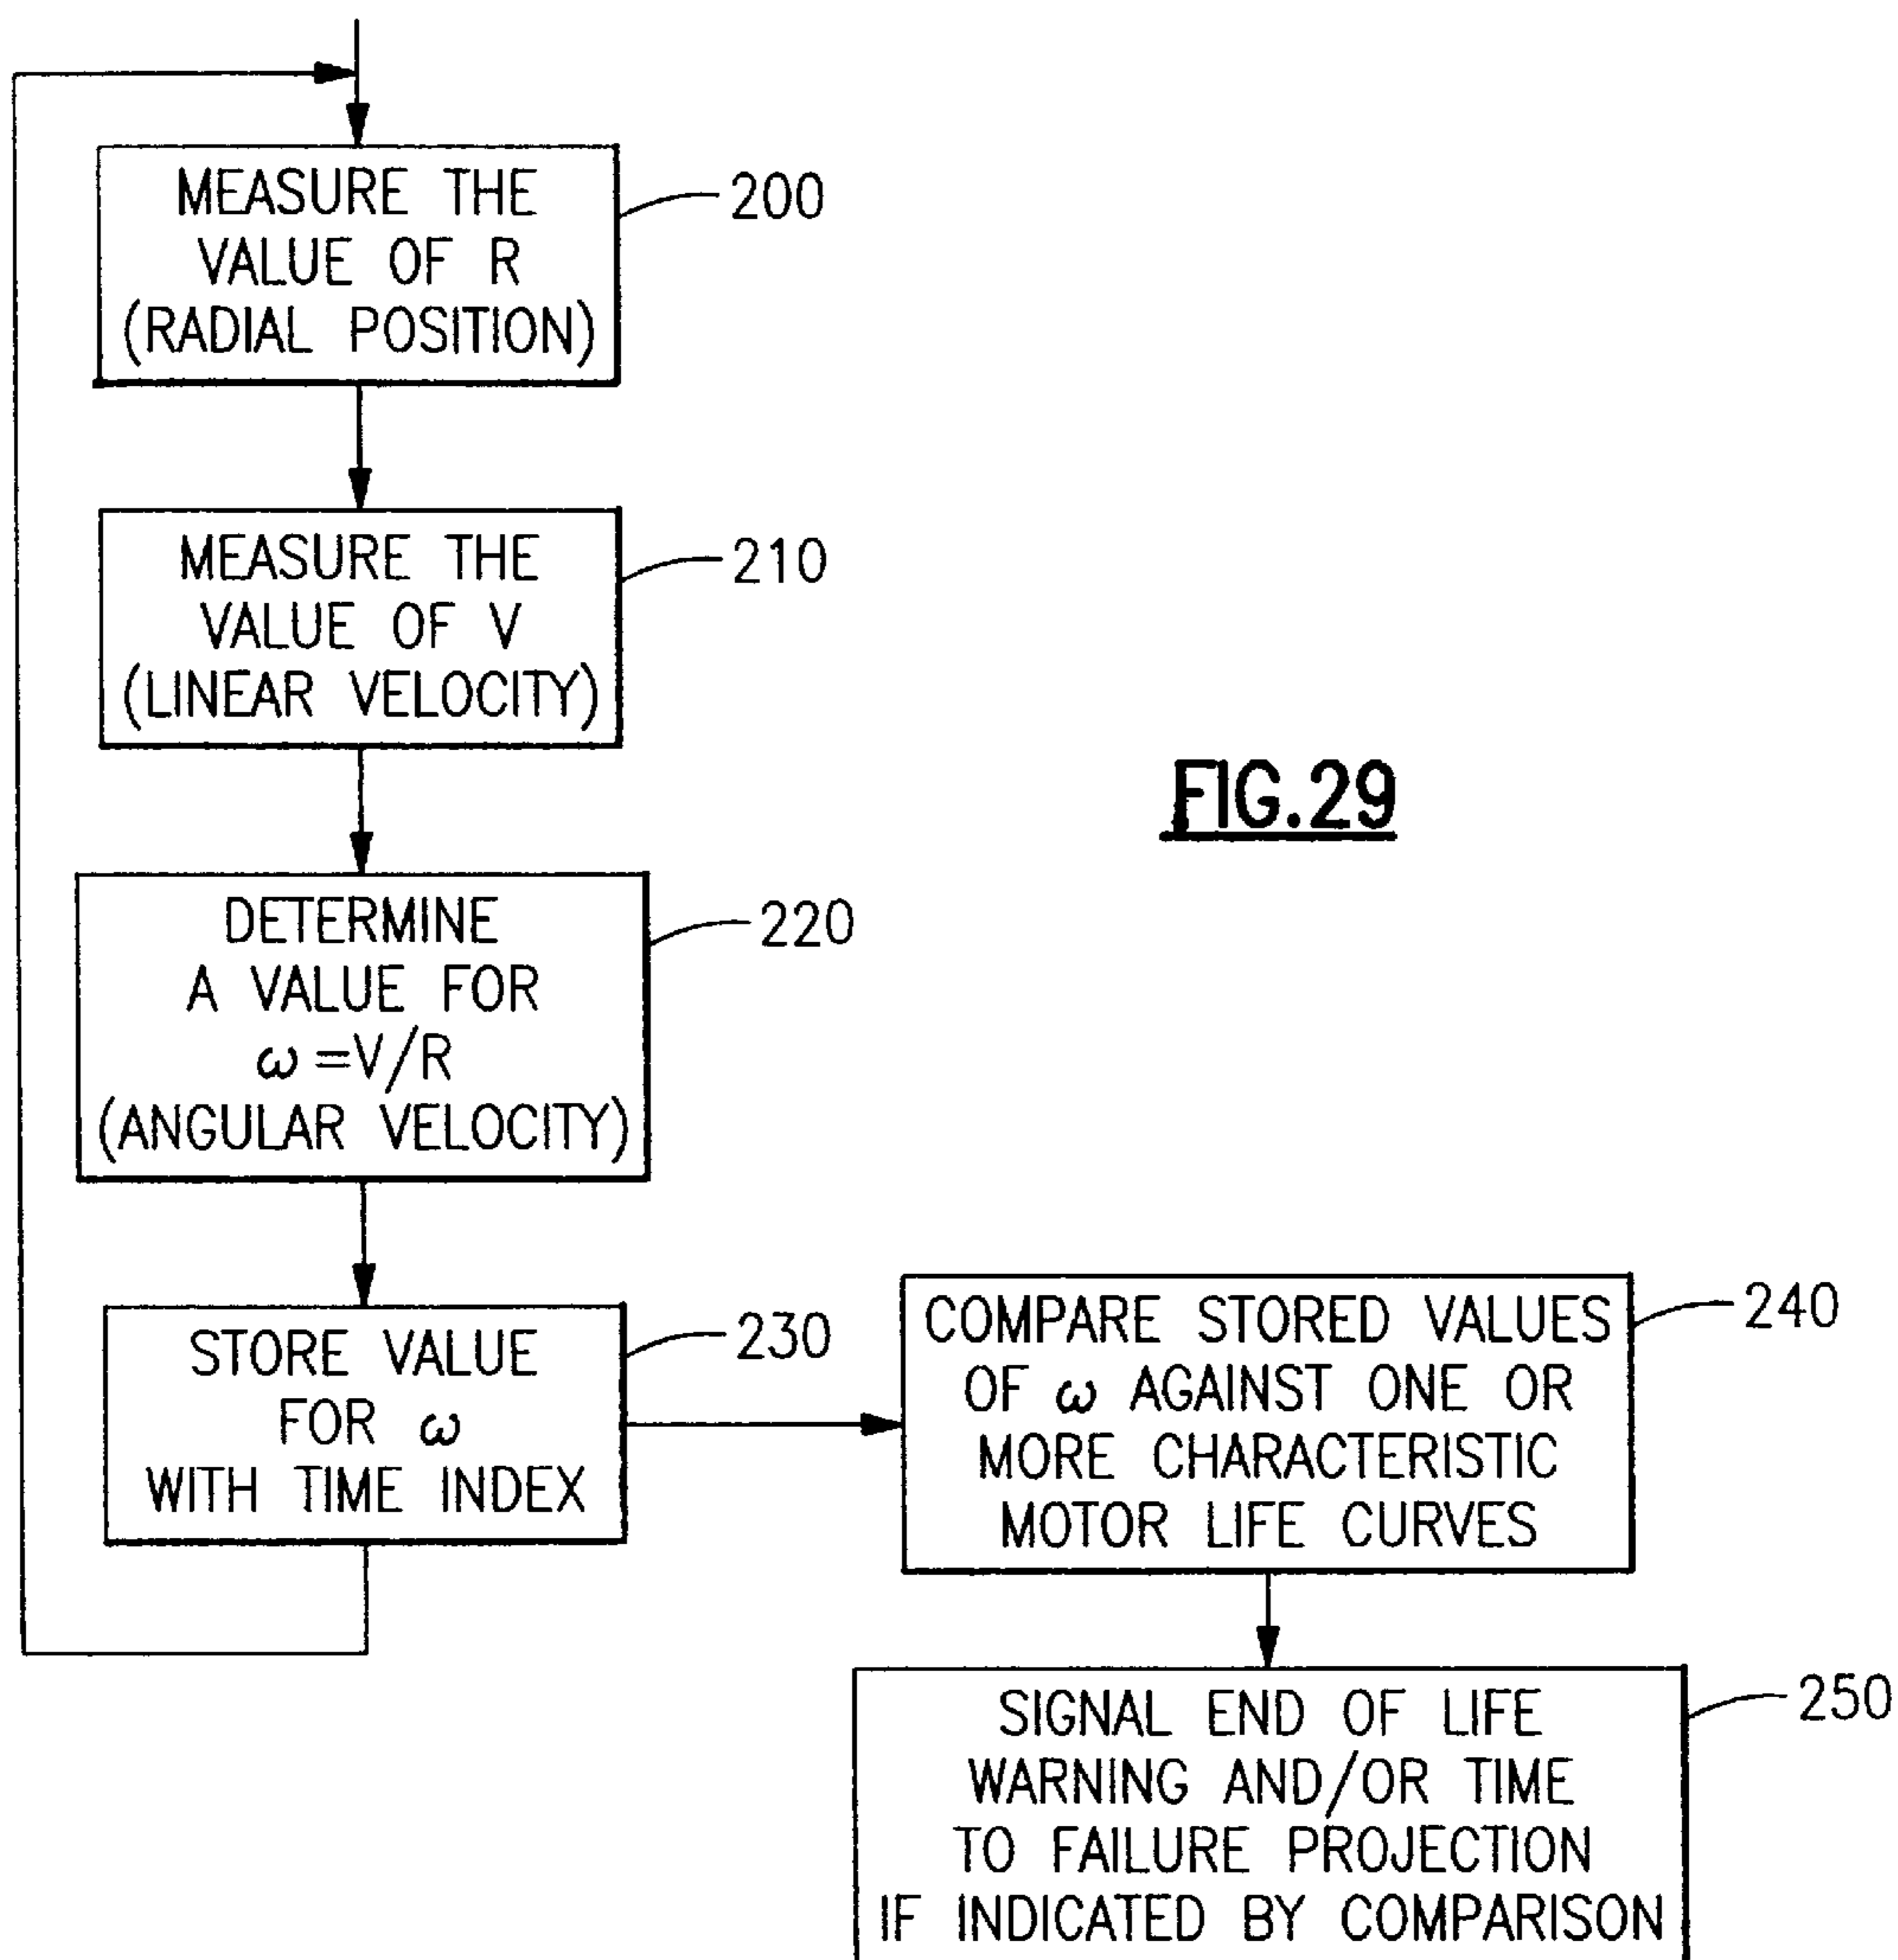 MEASURE THE
VALUE OF R
(RADIAL POSITION)
200
MEASURE THE
VALUE OF V
(LINEAR VELOCITY)
210
FIG.29
DETERMINE
A VALUE FOR
ω=V/R
(ANGULAR VELOCITY)
220
STORE VALUE
FOR ω
WITH TIME INDEX
230
COMPARE STORED VALUES
OF ω AGAINST ONE OR
MORE CHARACTERISTIC
MOTOR LIFE CURVES
240
SIGNAL END OF LIFE
WARNING AND/OR TIME
TO FAILURE PROJECTION
IF INDICATED BY COMPARISON
250